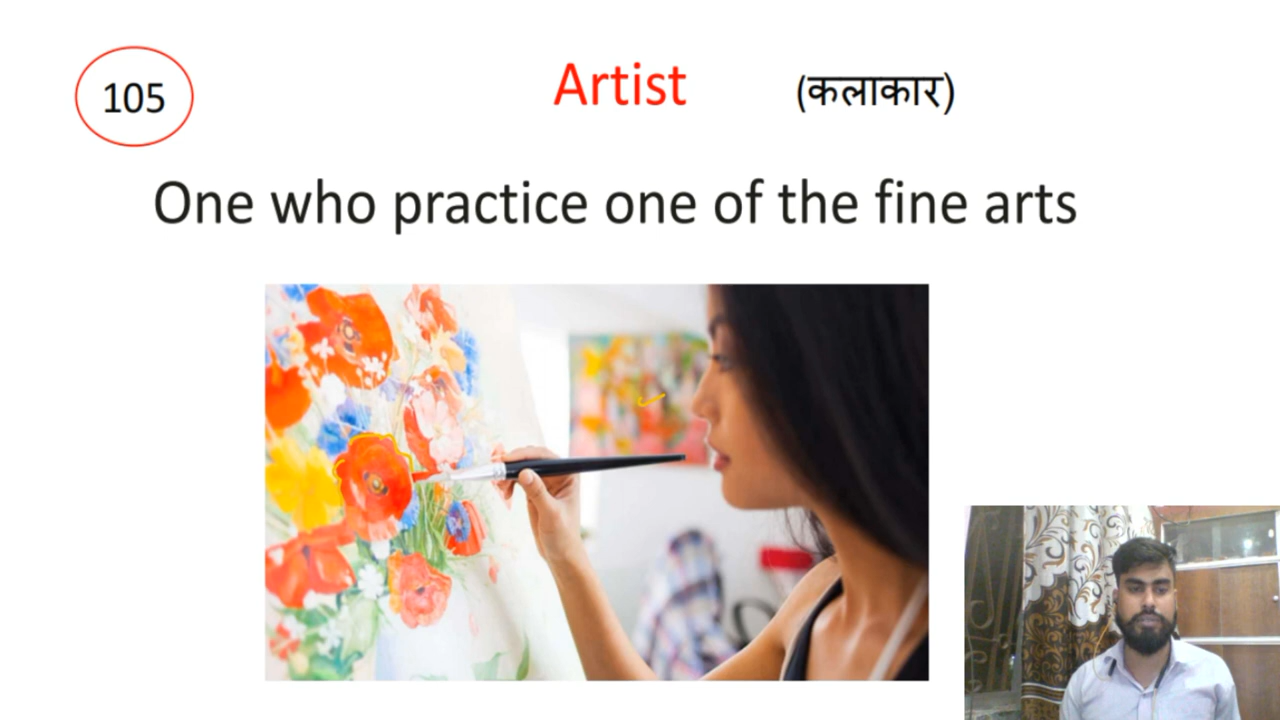 105
Artist (कलाकार)
One who practice one of the fine arts